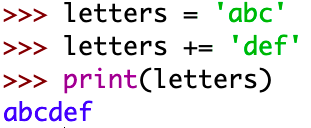 >>> letters = 'abc'
>>> letters += 'def'
>>> print(letters)
abcdef